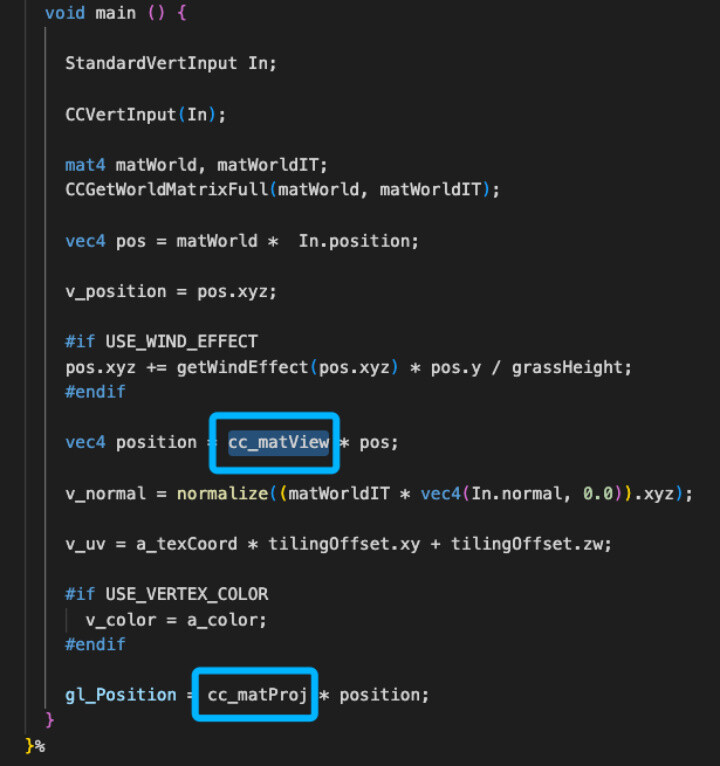 void main () {
StandardVertInput In;
CCVertInput(In);
mat4 matWorld, matWorldIT;
CCGetWorldMatrixFull(matWorld, matWorldIT);
vec4 pos = matWorld *  In.position;
v_position = pos.xyz;
#if USE_WIND_EFFECT
pos.xyz += getWindEffect(pos.xyz) * pos.y / grassHeight;
#endif
vec4 position = cc_matView * pos;
v_normal = normalize((matWorldIT * vec4(In.normal, 0.0)).xyz);
v_uv = a_texCoord * tilingOffset.xy + tilingOffset.zw;
#if USE_VERTEX_COLOR
v_color = a_color;
#endif
gl_Position = cc_matProj * position;
}
}%